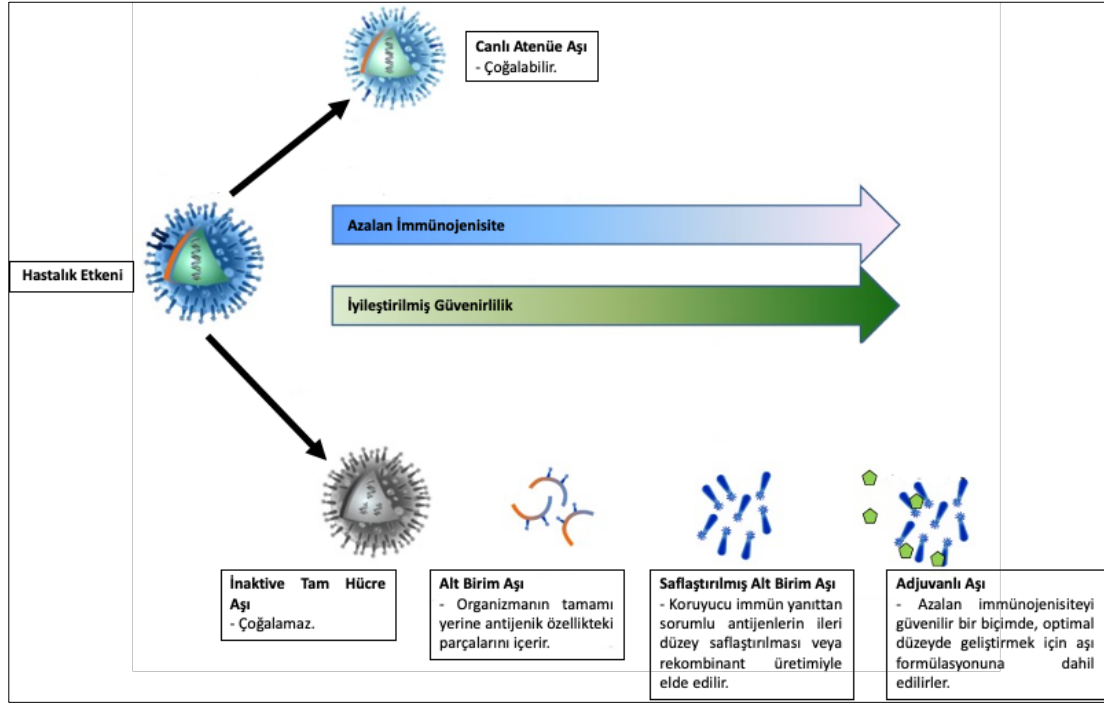 Canlı Atenüe Aşı
- Çoğalabilir.
Azalan İmmünojenisite
Hastalık Etkeni
İyileştirilmiş Güvenirlilik
İnaktive Tam Hücre
Aşı
- Çoğalamaz.
Alt Birim Aşı
- Organizmanın tamamı
yerine antijenik özellikteki
parçalarını içerir.
Saflaştırılmış Alt Birim Aşı
- Koruyucu immün yanıttan
sorumlu antijenlerin ileri
düzey saflaştırılması veya
rekombinant üretimiyle
elde edilir.
Adjuvanlı Aşı
- Azalan immünojenisiteyi
güvenilir bir biçimde, optimal
düzeyde geliştirmek için aşı
formülasyonuna dahil
edilirler.